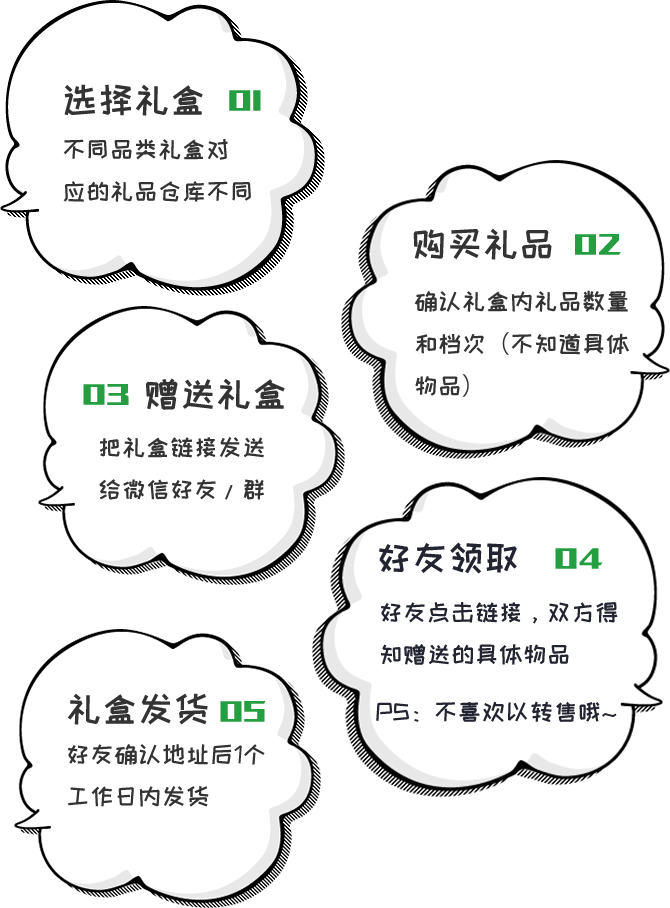 选择礼盒 01
不同品类礼盒对
应的礼品仓库不同
购买礼品 02
确认礼盒内礼品数量
和档次（不知道具体
物品）
03 赠送礼盒
把礼盒链接发送
给微信好友/群
好友领取 04
好友点击链接，双方得
知赠送的具体物品
PS：不喜欢以转售哦~
礼盒发货 05
好友确认地址后1个
工作日内发货